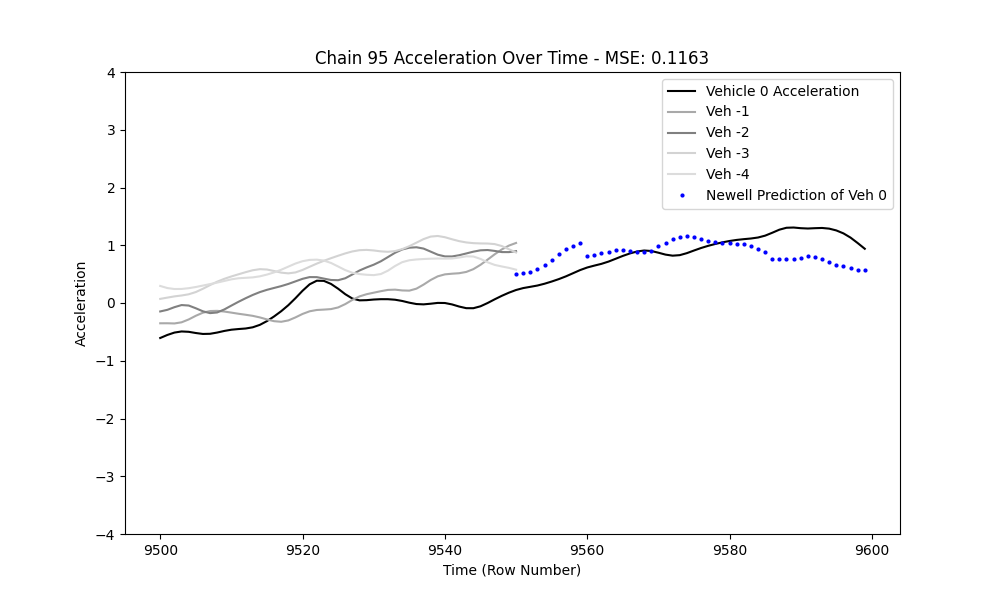 Chain 95 Acceleration Over Time - MSE: 0.1163
Vehicle 0 Acceleration
Veh -1
Veh -2
Veh -3
Veh -4
Newell Prediction of Veh 0
Acceleration
4
3
2
1
0
−1
−2
−3
−4
9500
9520
9540
9560
9580
9600
Time (Row Number)